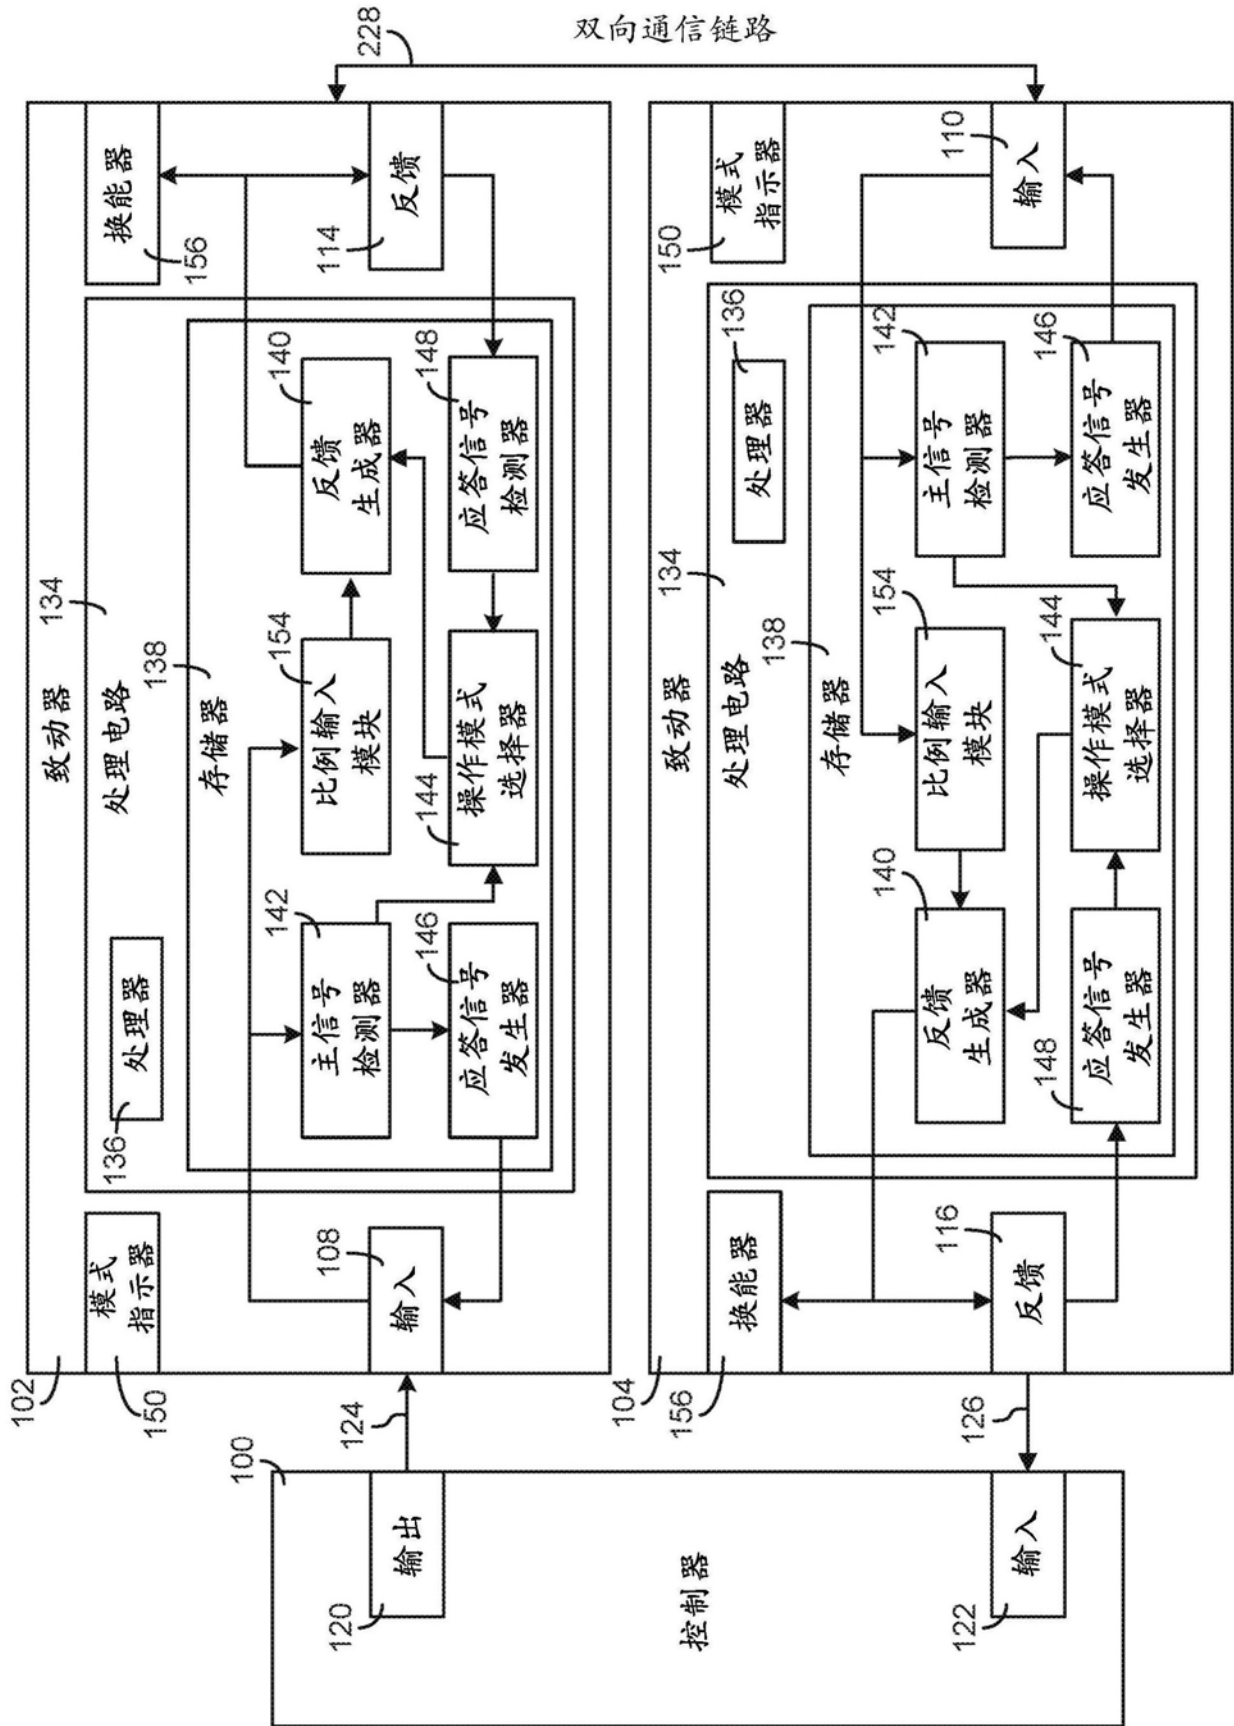 双向通信链路
228
102
致动器
134
处理电路
136
处理器
138
存储器
150
模式
指示器
156
换能器
142
主信号
检测器
154
比例输入
模块
140
反馈
生成器
146
应答信号
发生器
144
操作模式
选择器
148
应答信号
检测器
108
输入
114
反馈
100
控制器
120
输出
124
122
输入
126
104
致动器
134
处理电路
136
处理器
138
存储器
156
换能器
150
模式
指示器
140
反馈
生成器
154
比例输入
模块
142
主信号
检测器
148
应答信号
发生器
144
操作模式
选择器
146
应答信号
发生器
116
反馈
110
输入